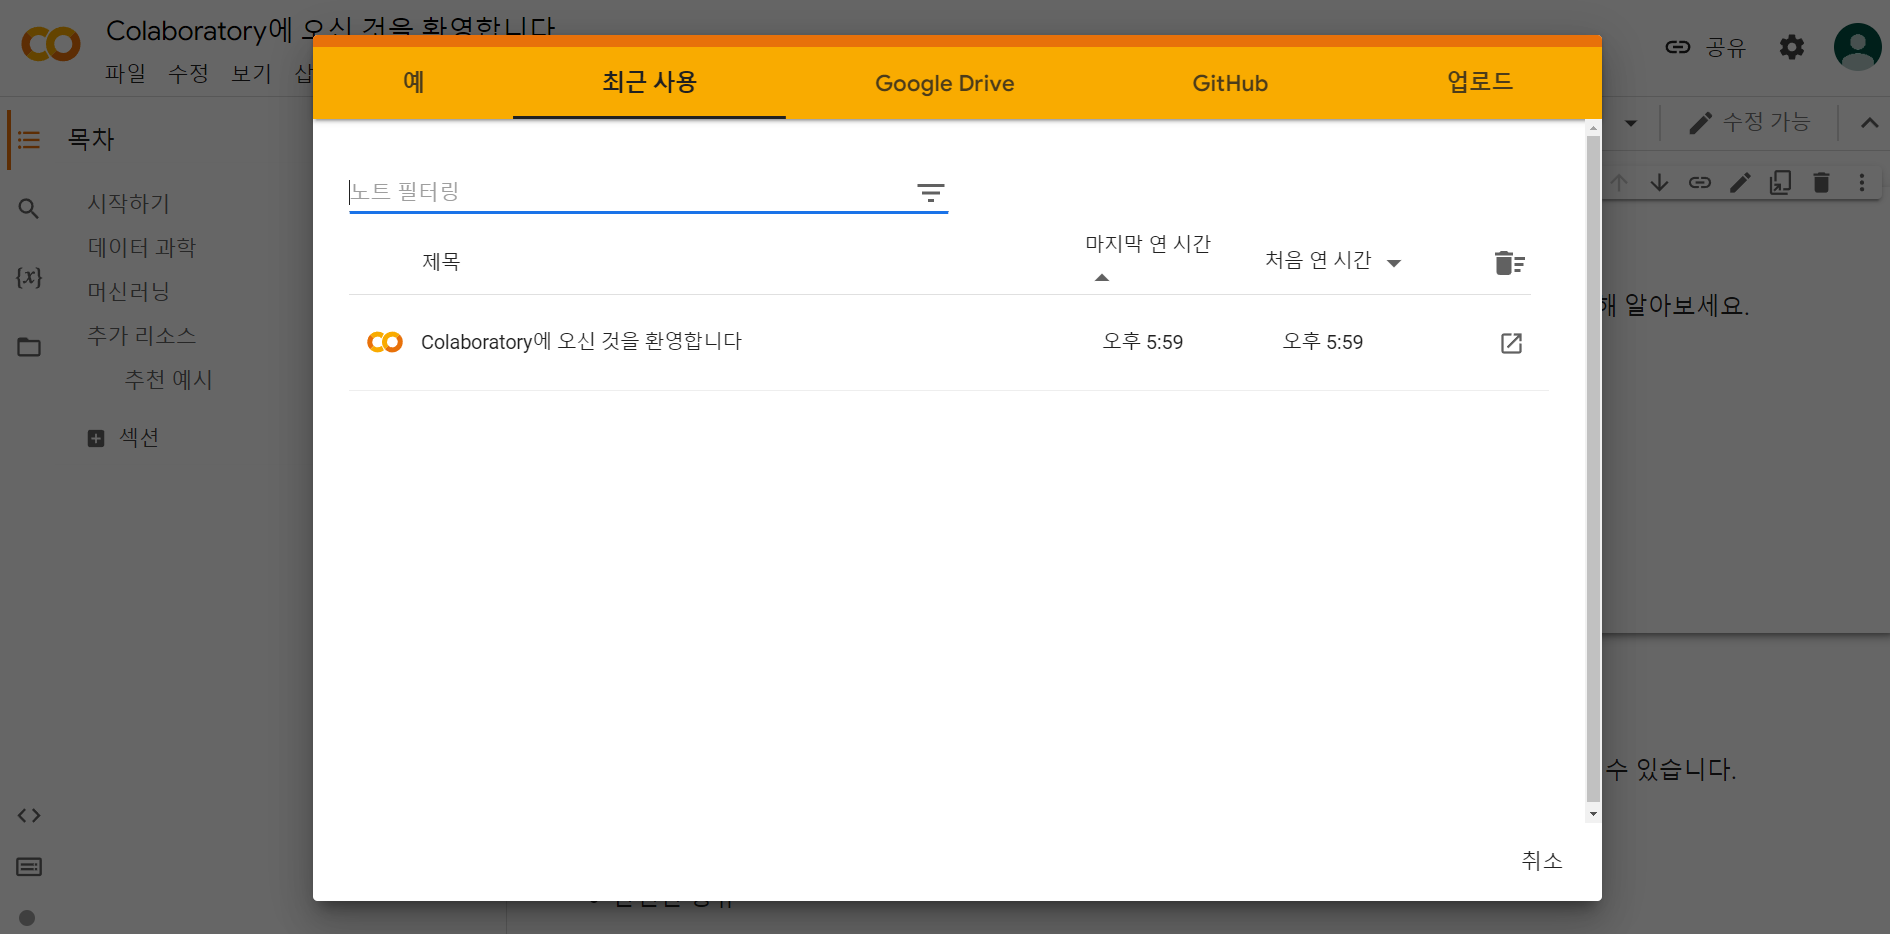 Colaboratory에 오신 것을 환영합니다
파일 수정 보기 삽
공유
예 최근 사용 Google Drive GitHub 업로드
수정 가능
목차
시작하기
데이터 과학
머신러닝
추가 리소스
추천 예시
섹션
노트 필터링
제목 마지막 연 시간 처음 연 시간
Colaboratory에 오신 것을 환영합니다 오후 5:59 오후 5:59
해 알아보세요.
수 있습니다.
취소